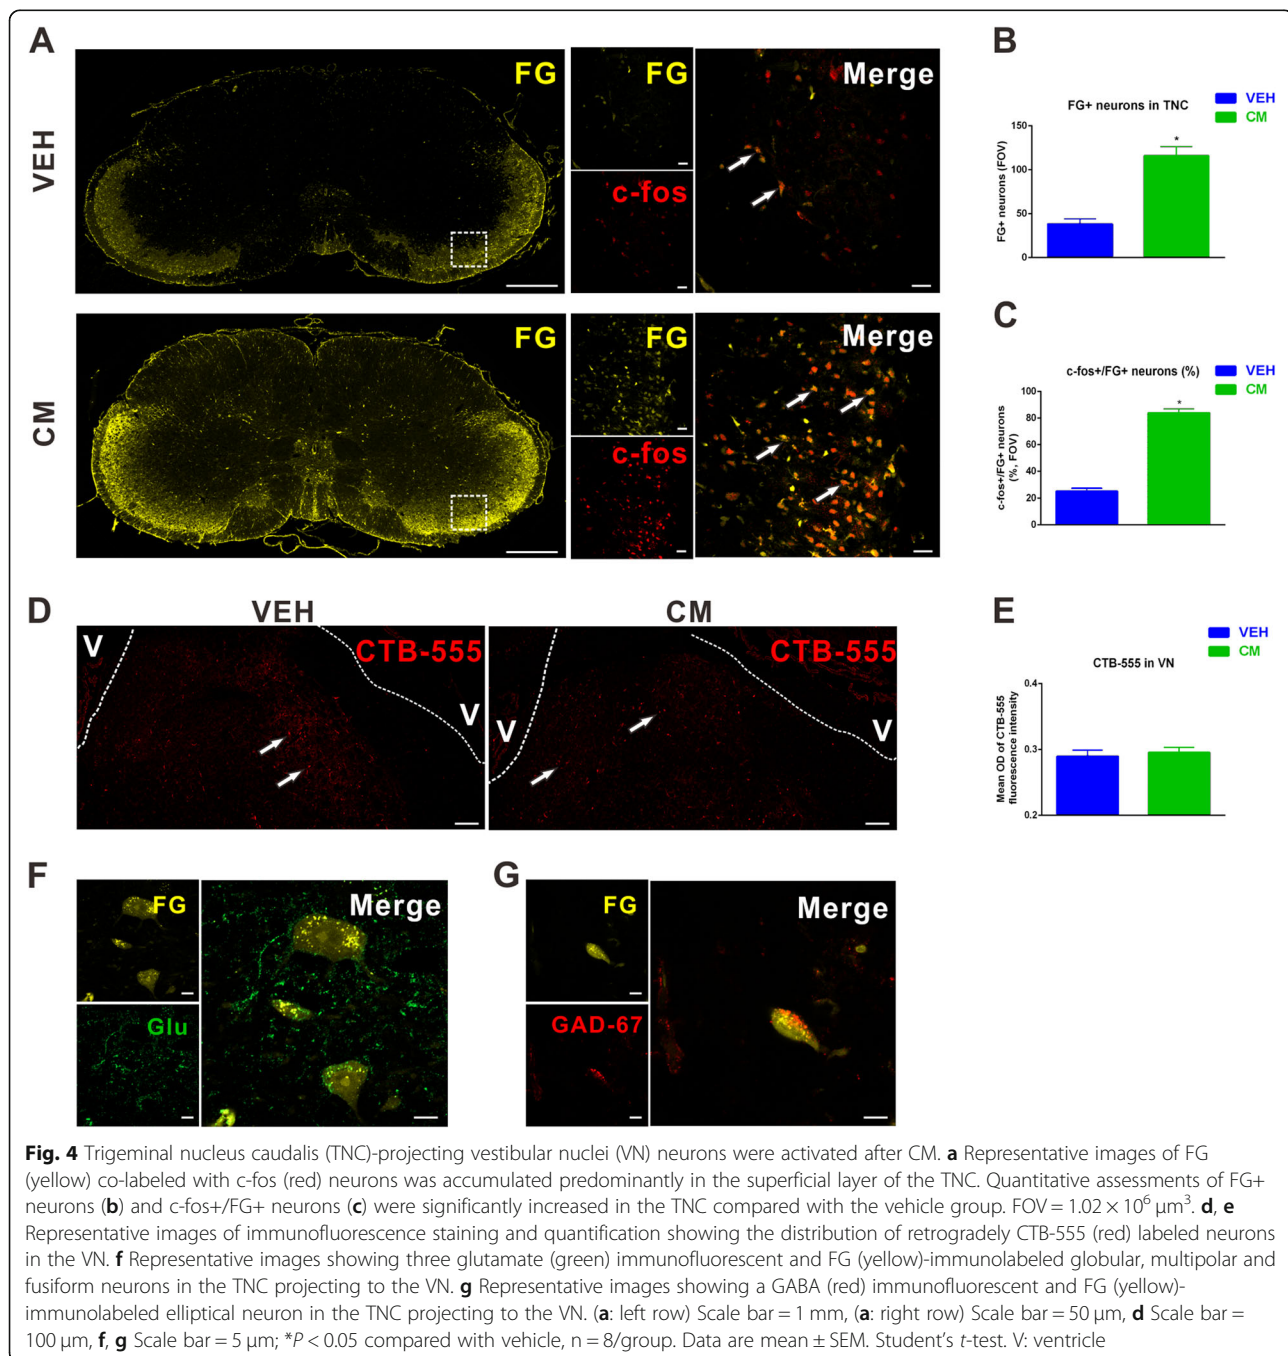 A
VEH
FG
FG
c-fos
Merge
CM
FG
FG
c-fos
Merge
B
VEH
CM
FG+ neurons in TNC
FG+ neurons (FOV)
150
100
50
0
*
C
VEH
CM
c-fos+/FG+ neurons (%)
c-fos+/FG+ neurons
(%, FOV)
100
80
60
40
20
0
*
D
VEH
CM
V
CTB-555
V
V
CTB-555
V
E
VEH
CM
CTB-555 in VN
Mean OD of CTB-555
fluorescence intensity
0.4
0.3
0.2
F
FG
Glu
Merge
G
FG
GAD-67
Merge
Fig. 4 Trigeminal nucleus caudalis (TNC)-projecting vestibular nuclei (VN) neurons were activated after CM. a Representative images of FG
(yellow) co-labeled with c-fos (red) neurons was accumulated predominantly in the superficial layer of the TNC. Quantitative assessments of FG+
neurons (b) and c-fos+/FG+ neurons (c) were significantly increased in the TNC compared with the vehicle group. FOV = 1.02 × 10⁶ μm³. d, e
Representative images of immunofluorescence staining and quantification showing the distribution of retrogradely CTB-555 (red) labeled neurons
in the VN. f Representative images showing three glutamate (green) immunofluorescent and FG (yellow)-immunolabeled globular, multipolar and
fusiform neurons in the TNC projecting to the VN. g Representative images showing a GABA (red) immunofluorescent and FG (yellow)-
immunolabeled elliptical neuron in the TNC projecting to the VN. (a: left row) Scale bar = 1 mm, (a: right row) Scale bar = 50 μm, d Scale bar =
100 μm, f, g Scale bar = 5 μm; *P < 0.05 compared with vehicle, n = 8/group. Data are mean ± SEM. Student's t-test. V: ventricle